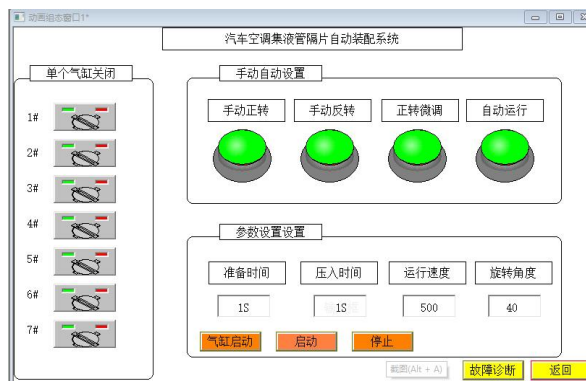 动画组态窗口1*
汽车空调集液管隔片自动装配系统
单个气缸关闭
1#
2#
3#
4#
5#
6#
7#
手动自动设置
手动正转 手动反转 正转微调 自动运行
参数设置设置
准备时间 压入时间 运行速度 旋转角度
1S 1S 500 40
气缸启动 启动 停止
截图(Alt + A) 故障诊断 返回